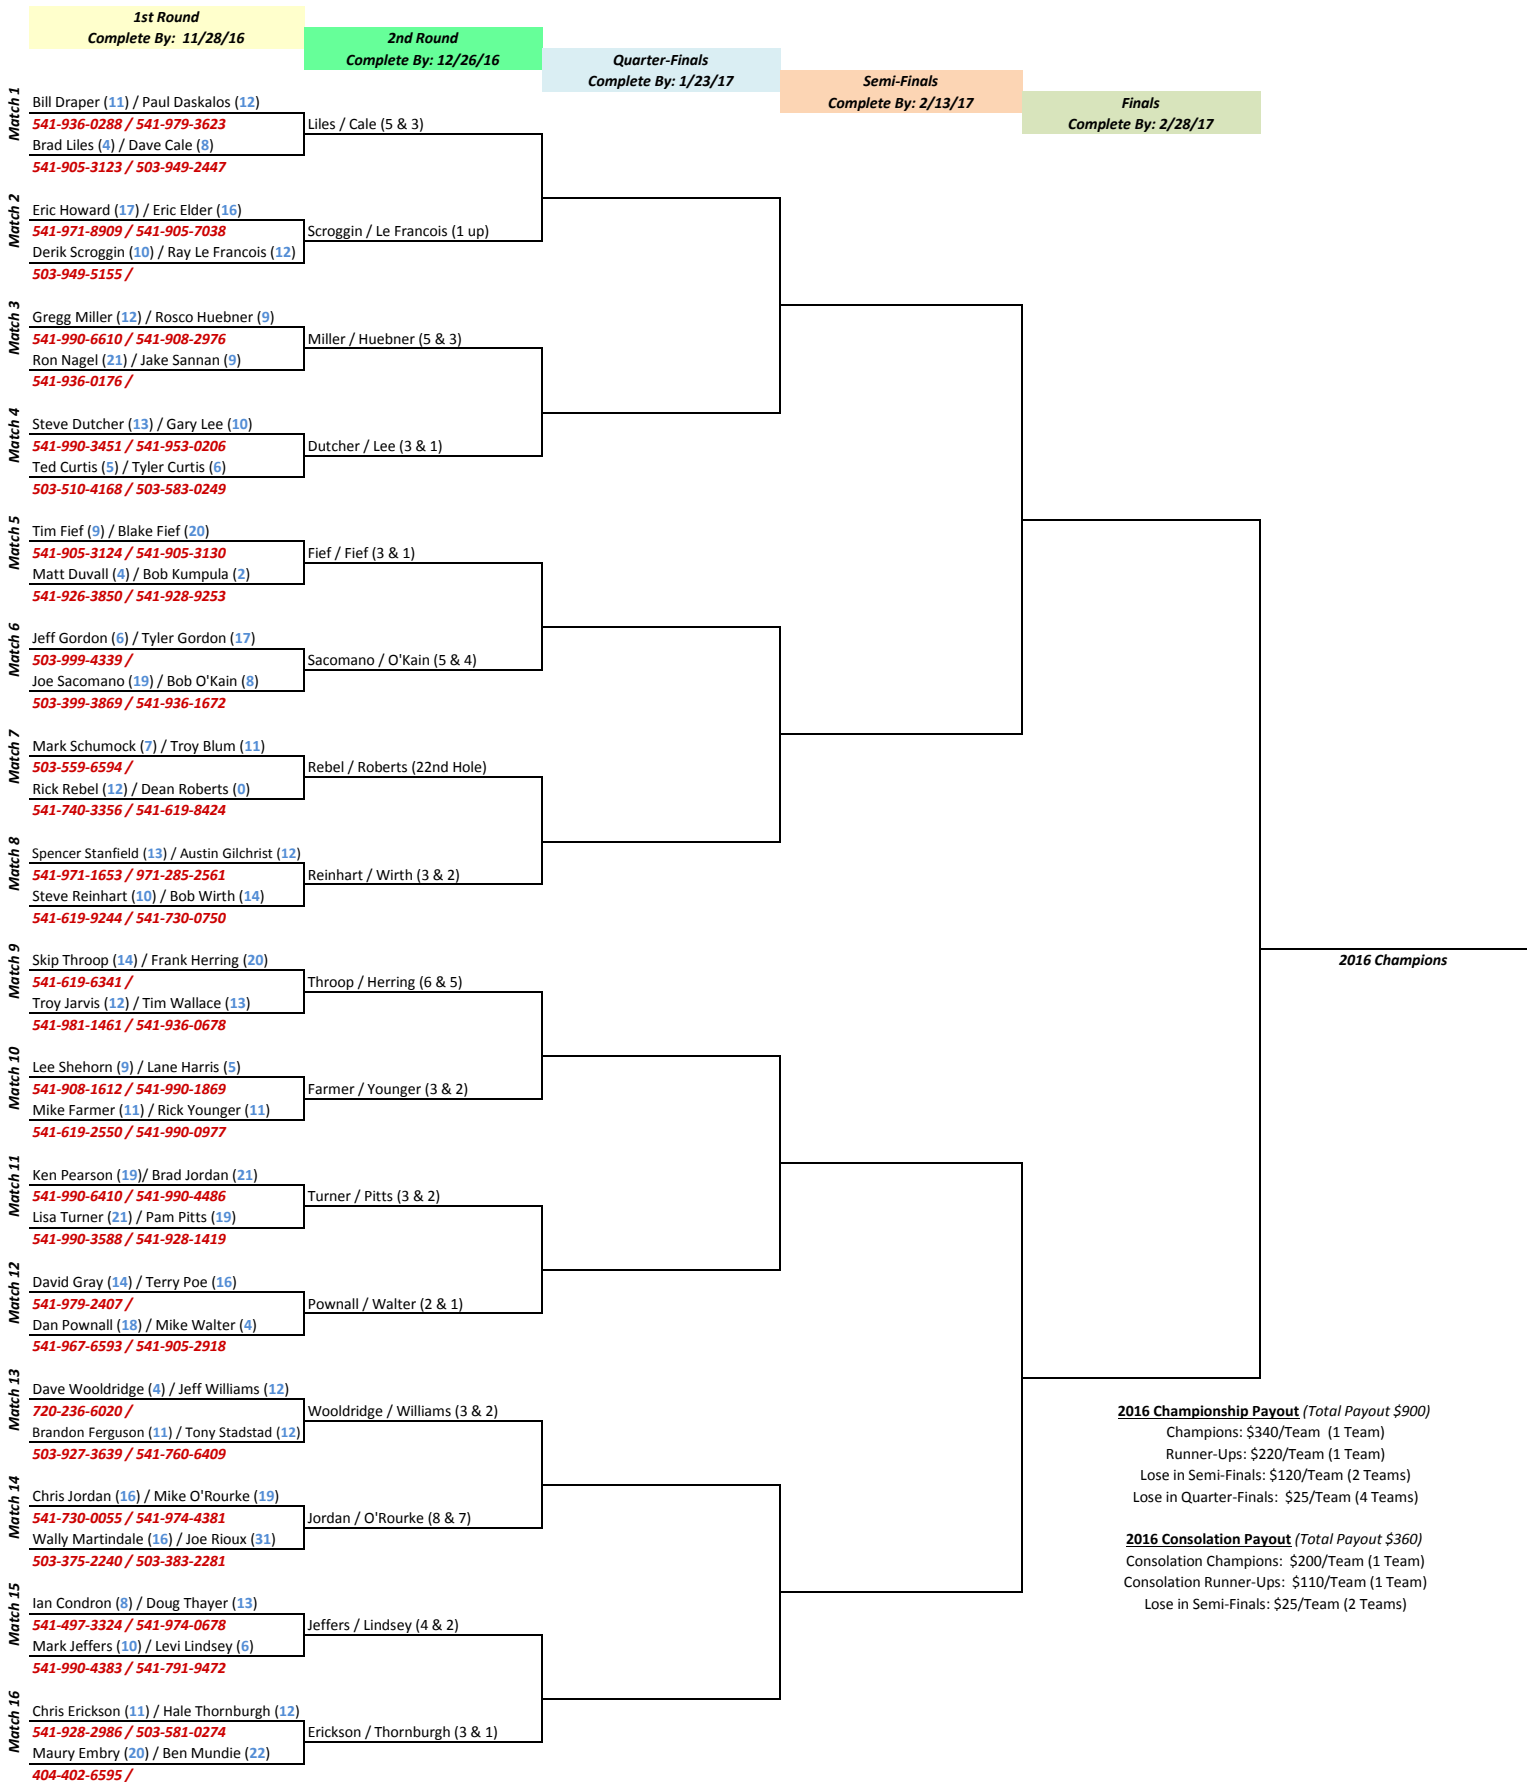 1st Round
Complete By:  11/28/16
2nd Round
Complete By: 12/26/16
Quarter-Finals
Complete By: 1/23/17
Semi-Finals
Complete By: 2/13/17
Finals
Complete By: 2/28/17
Match 1
Bill Draper (11) / Paul Daskalos (12)
541-936-0288 / 541-979-3623
Brad Liles (4) / Dave Cale (8)
541-905-3123 / 503-949-2447
Liles / Cale (5 & 3)
Match 2
Eric Howard (17) / Eric Elder (16)
541-971-8909 / 541-905-7038
Derik Scroggin (10) / Ray Le Francois (12)
503-949-5155 /
Scroggin / Le Francois (1 up)
Match 3
Gregg Miller (12) / Rosco Huebner (9)
541-990-6610 / 541-908-2976
Ron Nagel (21) / Jake Sannan (9)
541-936-0176 /
Miller / Huebner (5 & 3)
Match 4
Steve Dutcher (13) / Gary Lee (10)
541-990-3451 / 541-953-0206
Ted Curtis (5) / Tyler Curtis (6)
503-510-4168 / 503-583-0249
Dutcher / Lee (3 & 1)
Match 5
Tim Fief (9) / Blake Fief (20)
541-905-3124 / 541-905-3130
Matt Duvall (4) / Bob Kumpula (2)
541-926-3850 / 541-928-9253
Fief / Fief (3 & 1)
Match 6
Jeff Gordon (6) / Tyler Gordon (17)
503-999-4339 /
Joe Sacomano (19) / Bob O'Kain (8)
503-399-3869 / 541-936-1672
Sacomano / O'Kain (5 & 4)
Match 7
Mark Schumock (7) / Troy Blum (11)
503-559-6594 /
Rick Rebel (12) / Dean Roberts (0)
541-740-3356 / 541-619-8424
Rebel / Roberts (22nd Hole)
Match 8
Spencer Stanfield (13) / Austin Gilchrist (12)
541-971-1653 / 971-285-2561
Steve Reinhart (10) / Bob Wirth (14)
541-619-9244 / 541-730-0750
Reinhart / Wirth (3 & 2)
Match 9
Skip Throop (14) / Frank Herring (20)
541-619-6341 /
Troy Jarvis (12) / Tim Wallace (13)
541-981-1461 / 541-936-0678
Throop / Herring (6 & 5)
2016 Champions
Match 10
Lee Shehorn (9) / Lane Harris (5)
541-908-1612 / 541-990-1869
Mike Farmer (11) / Rick Younger (11)
541-619-2550 / 541-990-0977
Farmer / Younger (3 & 2)
Match 11
Ken Pearson (19)/ Brad Jordan (21)
541-990-6410 / 541-990-4486
Lisa Turner (21) / Pam Pitts (19)
541-990-3588 / 541-928-1419
Turner / Pitts (3 & 2)
Match 12
David Gray (14) / Terry Poe (16)
541-979-2407 /
Dan Pownall (18) / Mike Walter (4)
541-967-6593 / 541-905-2918
Pownall / Walter (2 & 1)
Match 13
Dave Wooldridge (4) / Jeff Williams (12)
720-236-6020 /
Brandon Ferguson (11) / Tony Stadstad (12)
503-927-3639 / 541-760-6409
Wooldridge / Williams (3 & 2)
Match 14
Chris Jordan (16) / Mike O'Rourke (19)
541-730-0055 / 541-974-4381
Wally Martindale (16) / Joe Rioux (31)
503-375-2240 / 503-383-2281
Jordan / O'Rourke (8 & 7)
Match 15
Ian Condron (8) / Doug Thayer (13)
541-497-3324 / 541-974-0678
Mark Jeffers (10) / Levi Lindsey (6)
541-990-4383 / 541-791-9472
Jeffers / Lindsey (4 & 2)
Match 16
Chris Erickson (11) / Hale Thornburgh (12)
541-928-2986 / 503-581-0274
Maury Embry (20) / Ben Mundie (22)
404-402-6595 /
Erickson / Thornburgh (3 & 1)
2016 Championship Payout (Total Payout $900)
Champions: $340/Team  (1 Team)
Runner-Ups: $220/Team (1 Team)
Lose in Semi-Finals: $120/Team (2 Teams)
Lose in Quarter-Finals:  $25/Team (4 Teams)
2016 Consolation Payout (Total Payout $360)
Consolation Champions:  $200/Team (1 Team)
Consolation Runner-Ups:  $110/Team (1 Team)
Lose in Semi-Finals: $25/Team (2 Teams)